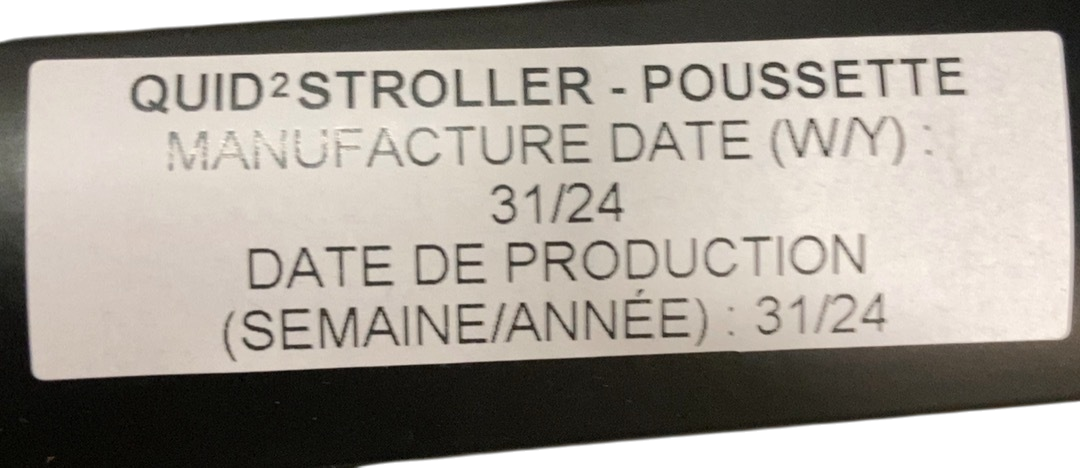 QUID²STROLLER - POUSSETTE
MANUFACTURE DATE (W/Y) :
31/24
DATE DE PRODUCTION
(SEMAINE/ANNÉE) : 31/24